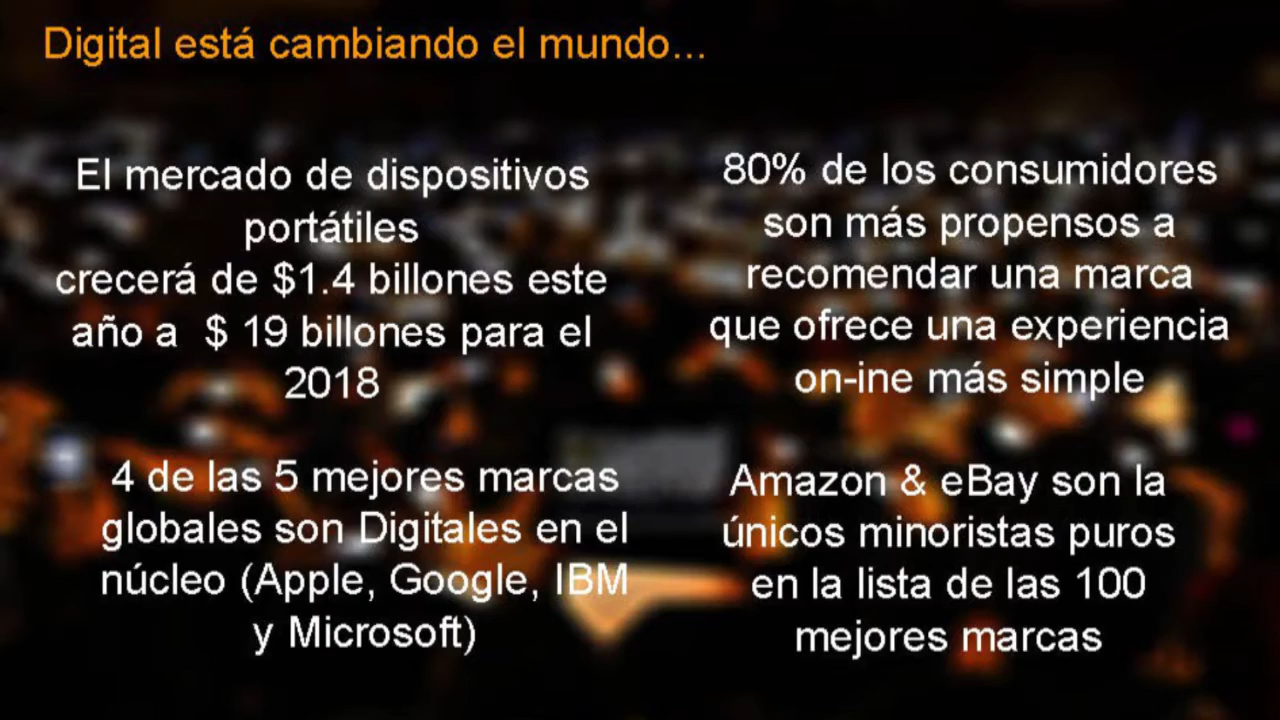 Digital está cambiando el mundo...
El mercado de dispositivos
portátiles
crecerá de $1.4 billones este
año a $ 19 billones para el
2018
80% de los consumidores
son más propensos a
recomendar una marca
que ofrece una experiencia
on-ine más simple
4 de las 5 mejores marcas
globales son Digitales en el
núcleo (Apple, Google, IBM
y Microsoft)
Amazon & eBay son la
únicos minoristas puros
en la lista de las 100
mejores marcas